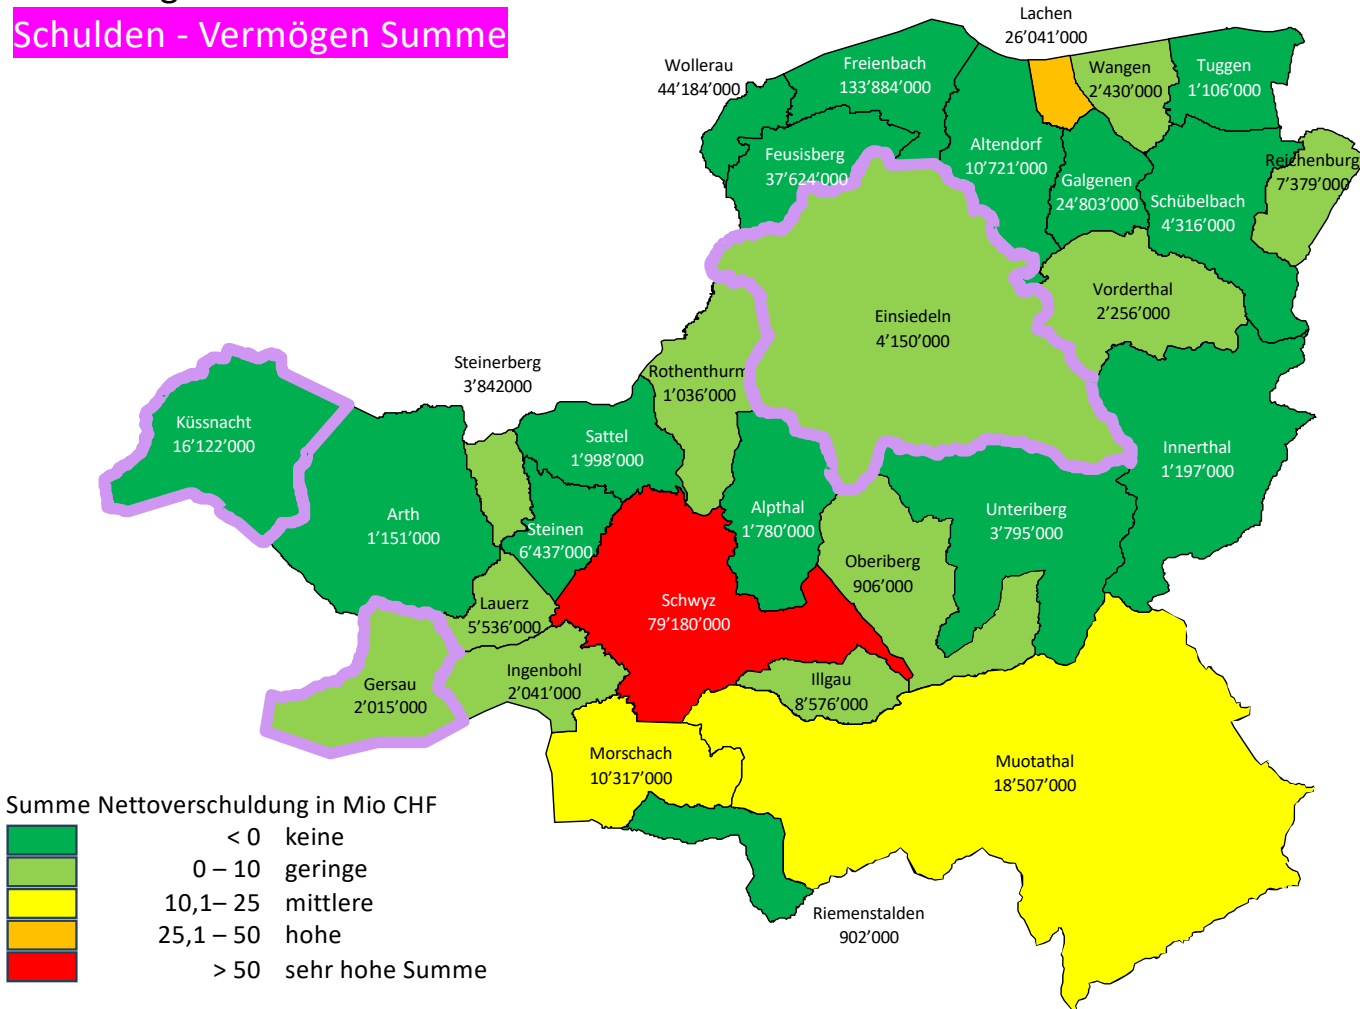 Schulden - Vermögen Summe
Lachen
26’041’000
Wollerau
44’184’000
Freienbach
133’884’000
Wangen
2’430’000
Tuggen
1’106’000
Feusisberg
37’624’000
Altendorf
10’721’000
Galgenen
24’803’000
Schübelbach
4’316’000
Reichenburg
7’379’000
Vorderthal
2’256’000
Einsiedeln
4’150’000
Steinerberg
3’842000
Rothenthurm
1’036’000
Küssnacht
16’122’000
Sattel
1’998’000
Innerthal
1’197’000
Arth
1’151’000
Steinen
6’437’000
Alpthal
1’780’000
Unteriberg
3’795’000
Oberiberg
906’000
Lauerz
5’536’000
Schwyz
79’180’000
Gersau
2’015’000
Ingenbohl
2’041’000
Illgau
8’576’000
Morschach
10’317’000
Muotathal
18’507’000
Riemenstalden
902’000
Summe Nettoverschuldung in Mio CHF
< 0 keine
0 – 10 geringe
10,1– 25 mittlere
25,1 – 50 hohe
> 50 sehr hohe Summe